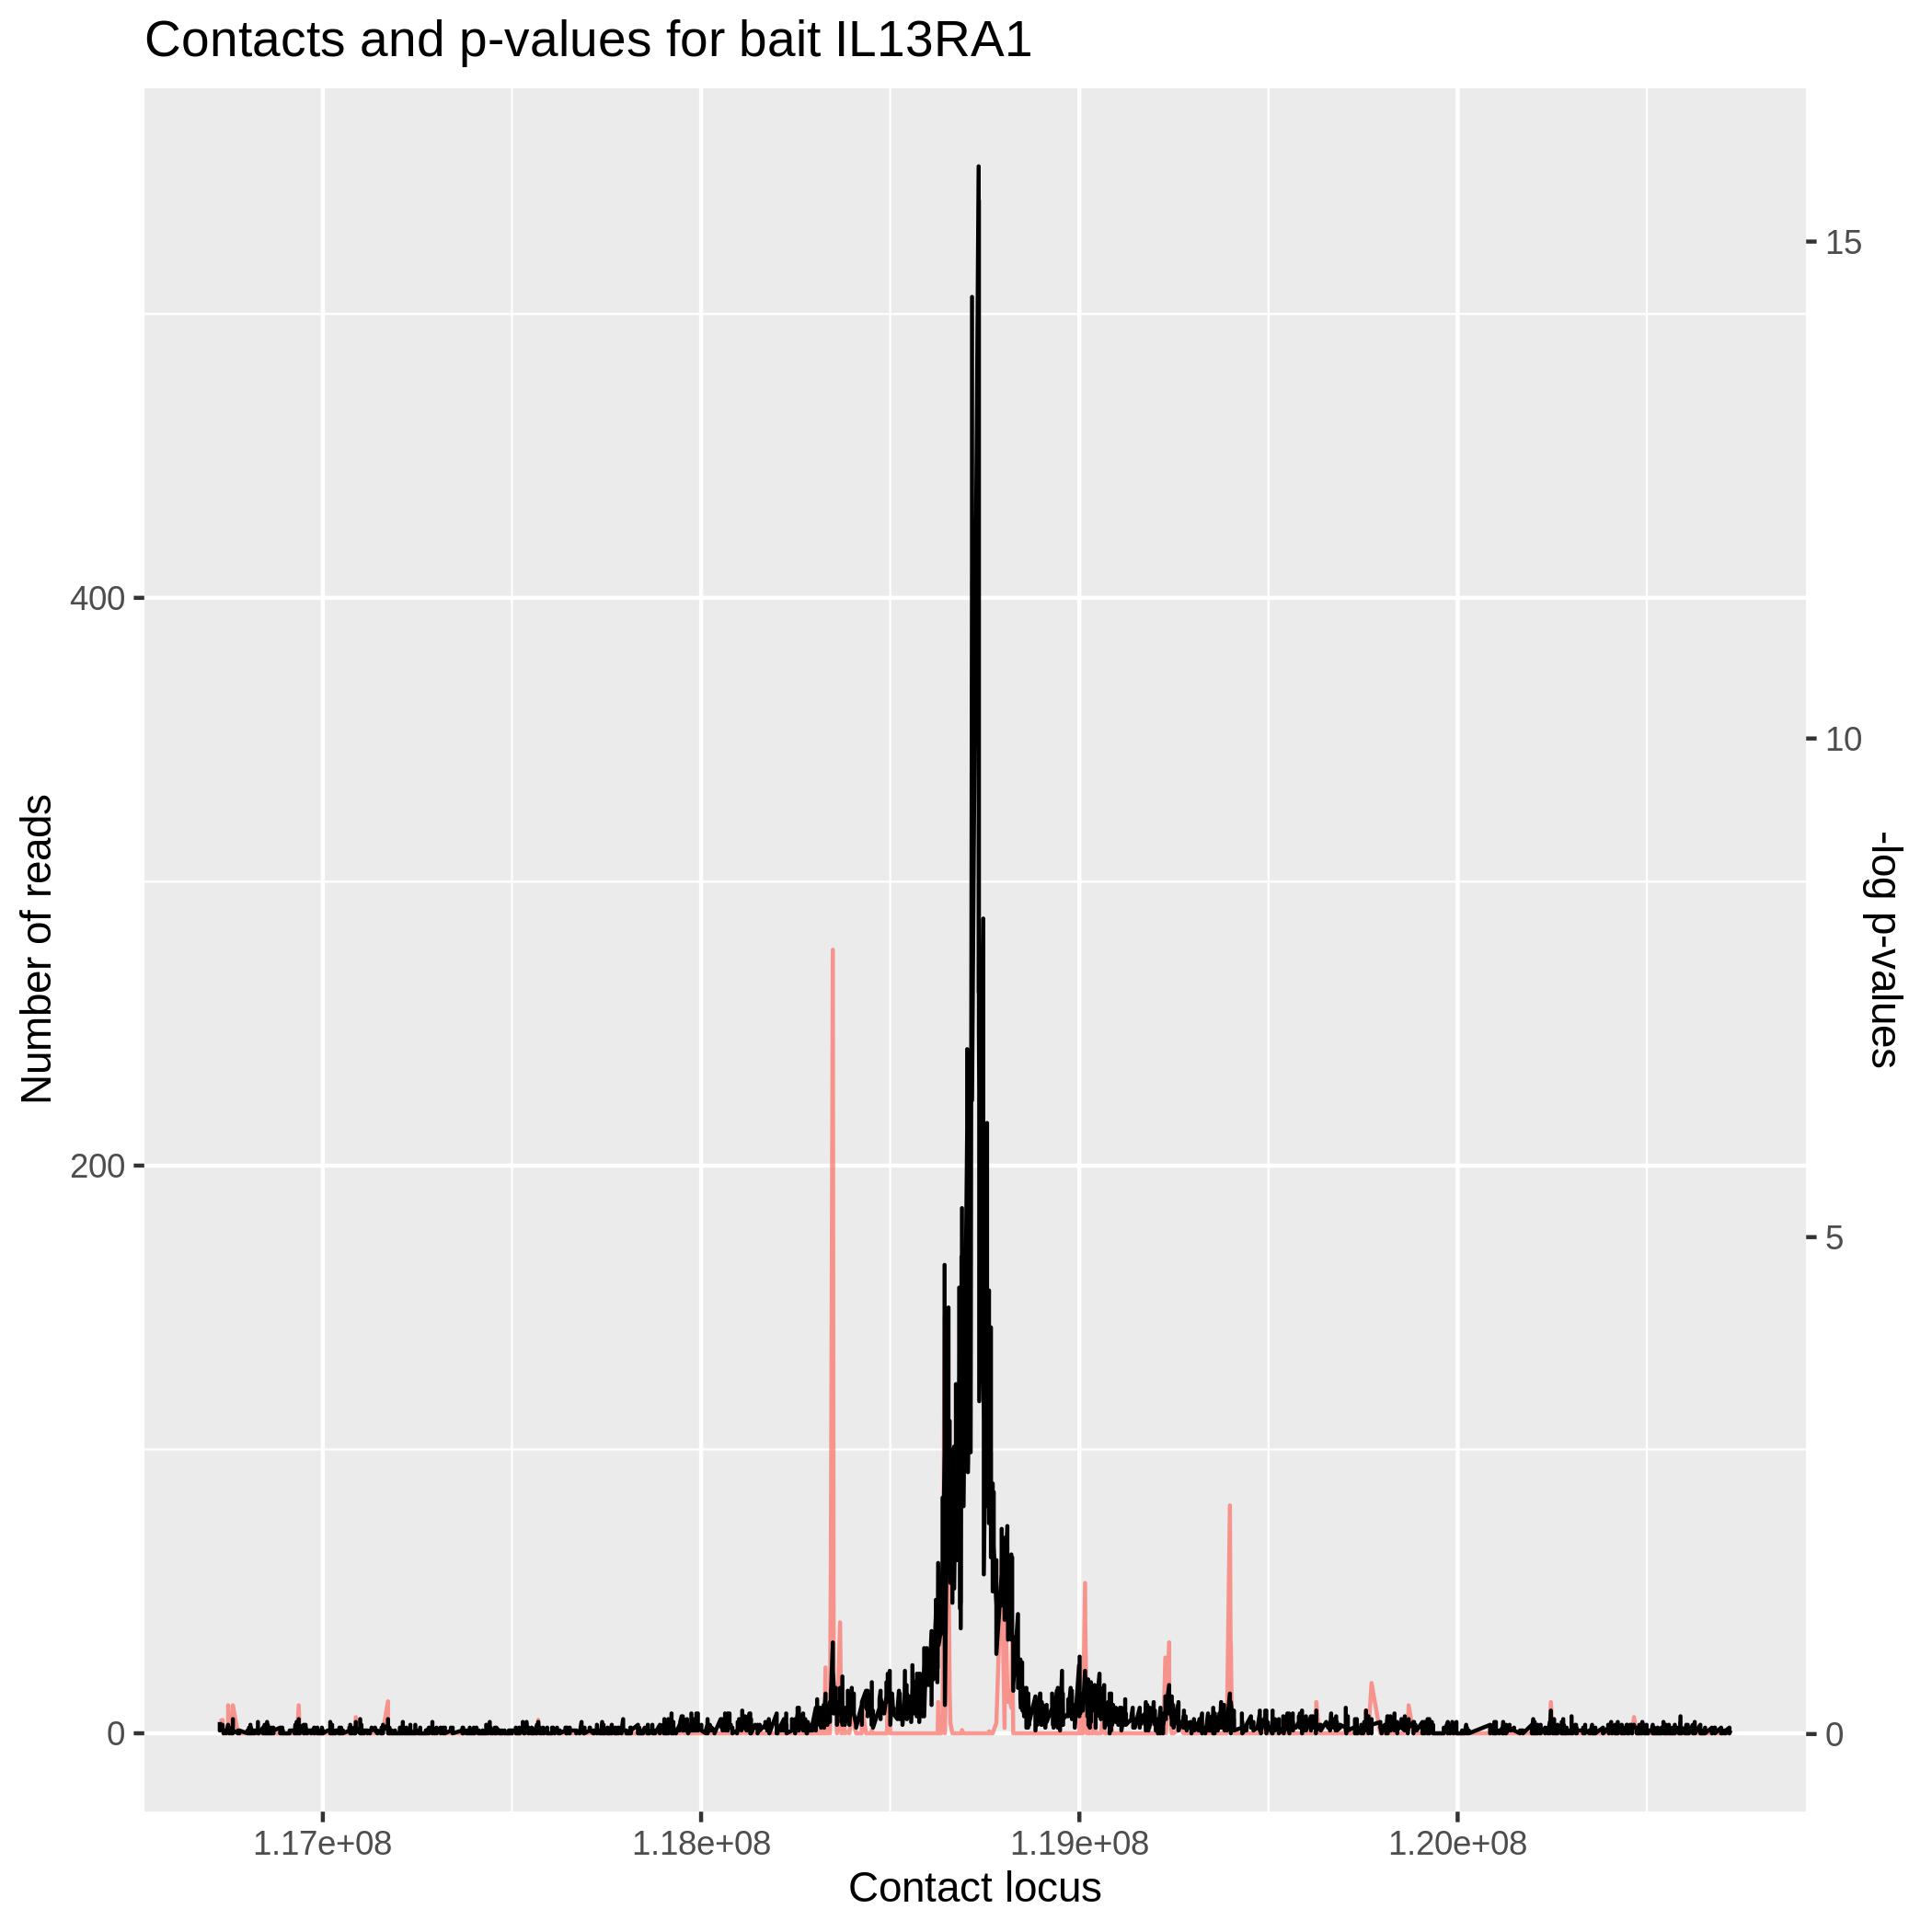 Contacts and p-values for bait IL13RA1
Number of reads
400
200
0
15
10
5
0
-log p-values
1.17e+08
1.18e+08
1.19e+08
1.20e+08
Contact locus